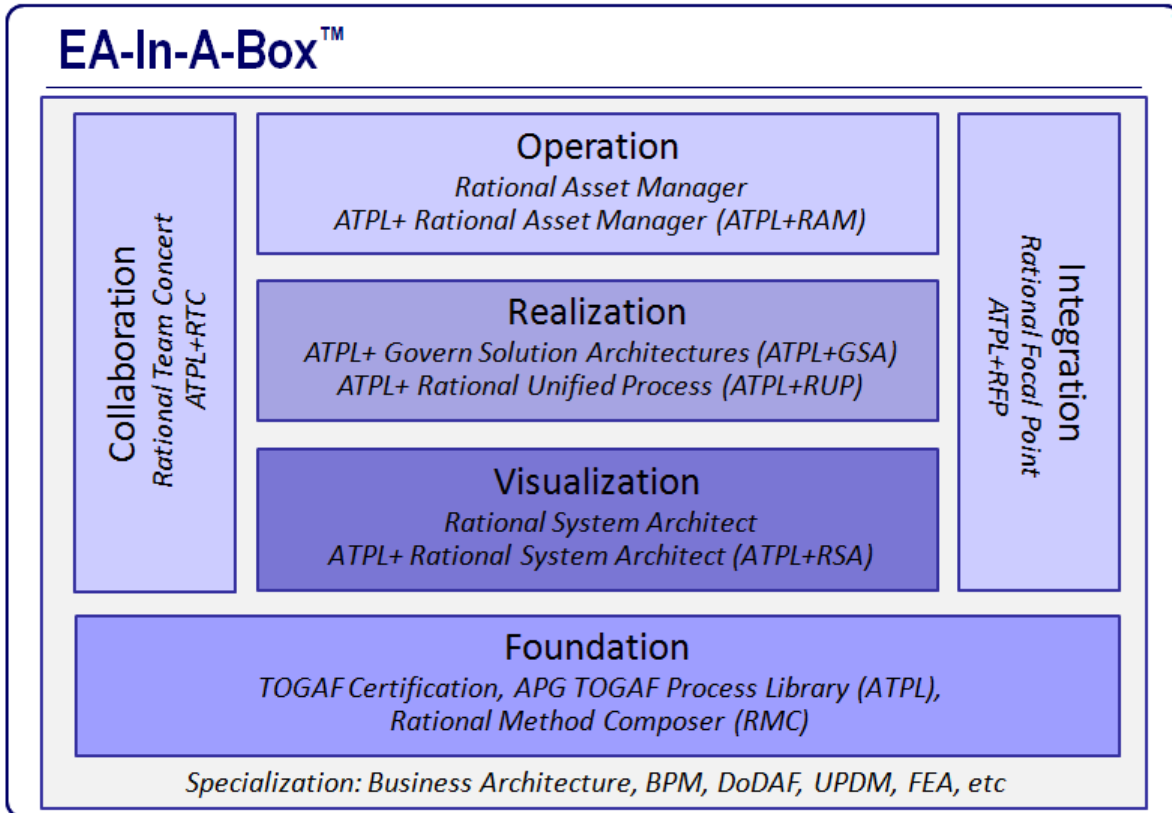 EA-In-A-Box™
Collaboration
Rational Team Concert
ATPL+RTC
Operation
Rational Asset Manager
ATPL+ Rational Asset Manager (ATPL+RAM)
Realization
ATPL+ Govern Solution Architectures (ATPL+GSA)
ATPL+ Rational Unified Process (ATPL+RUP)
Visualization
Rational System Architect
ATPL+ Rational System Architect (ATPL+RSA)
Integration
Rational Focal Point
ATPL+RFP
Foundation
TOGAF Certification, APG TOGAF Process Library (ATPL),
Rational Method Composer (RMC)
Specialization: Business Architecture, BPM, DoDAF, UPDM, FEA, etc